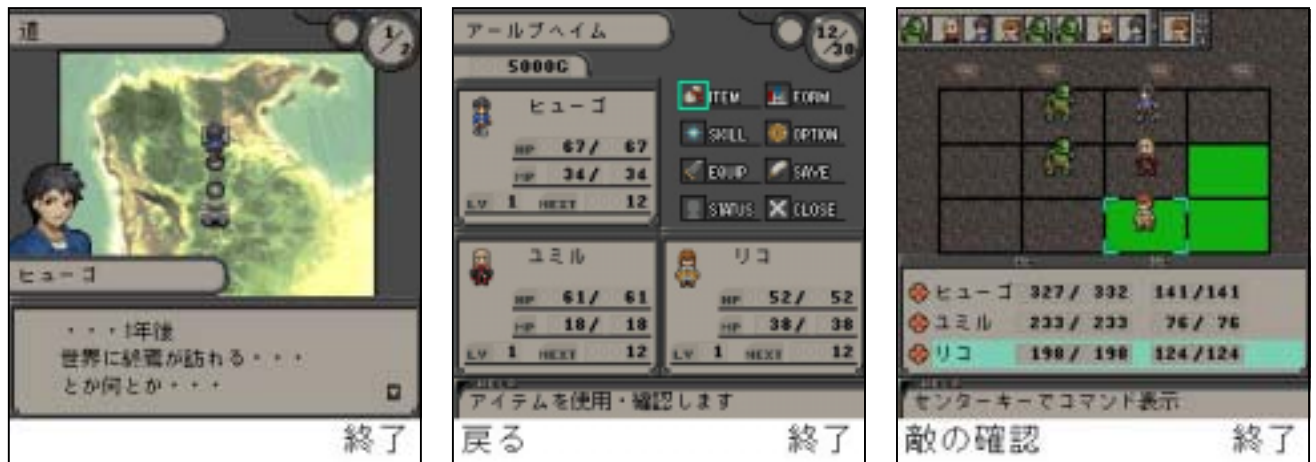 道
1/2
ヒューゴ
・・・1年後
世界に終焉が訪れる・・・
とか何とか・・・
終了
アールブヘイム
12/30
5000G
ヒューゴ
HP 67/ 67
MP 34/ 34
LV 1 NEXT 12
ITEM FORM
SKILL OPTION
EQUIP SAVE
STATUS CLOSE
ユミル
HP 61/ 61
MP 18/ 18
LV 1 NEXT 12
リコ
HP 52/ 52
MP 38/ 38
LV 1 NEXT 12
HELP
アイテムを使用・確認します
戻る 終了
ヒューゴ 327/ 332 141/141
ユミル 233/ 233 76/ 76
リコ 198/ 198 124/124
HELP
センターキーでコマンド表示
敵の確認 終了